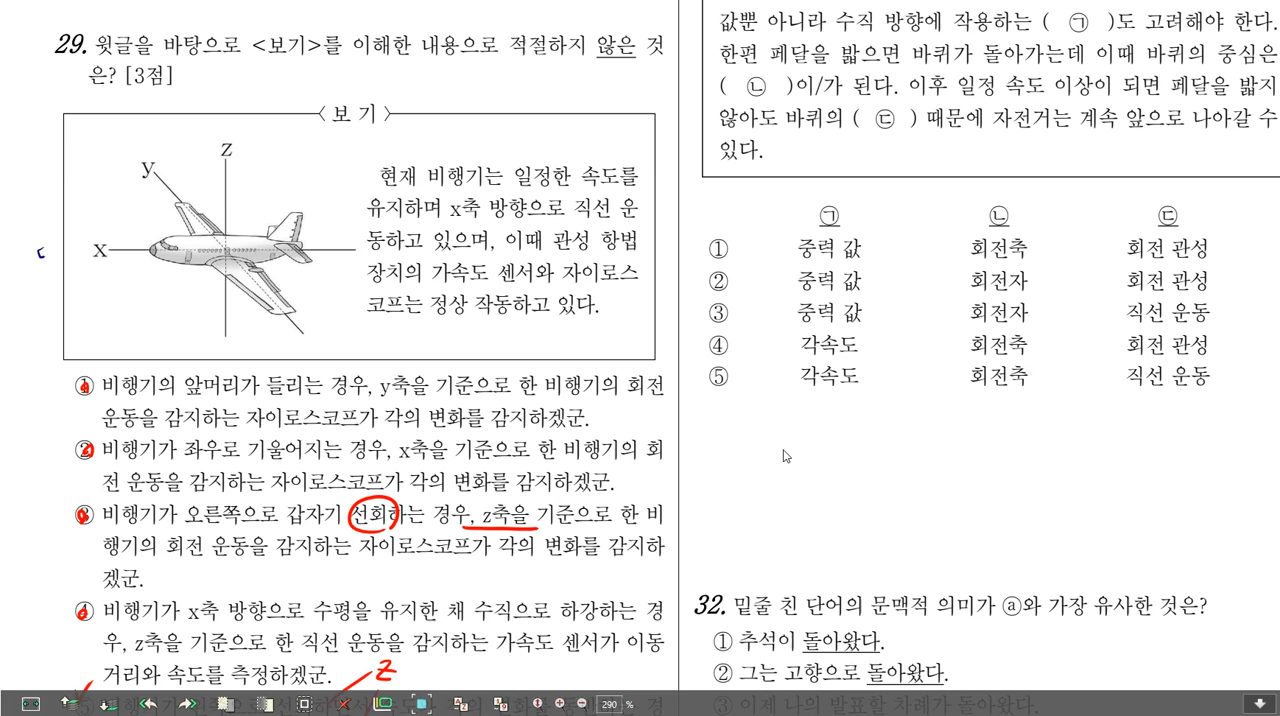 29. 윗글을 바탕으로 <보기>를 이해한 내용으로 적절하지 않은 것
은? [3점]
<보 기>
z
y
x
현재 비행기는 일정한 속도를
유지하며 x축 방향으로 직선 운
동하고 있으며, 이때 관성 항법
장치의 가속도 센서와 자이로스
코프는 정상 작동하고 있다.
① 비행기의 앞머리가 들리는 경우, y축을 기준으로 한 비행기의 회전
운동을 감지하는 자이로스코프가 각의 변화를 감지하겠군.
② 비행기가 좌우로 기울어지는 경우, x축을 기준으로 한 비행기의 회
전 운동을 감지하는 자이로스코프가 각의 변화를 감지하겠군.
③ 비행기가 오른쪽으로 갑자기 선회하는 경우, z축을 기준으로 한 비
행기의 회전 운동을 감지하는 자이로스코프가 각의 변화를 감지하
겠군.
④ 비행기가 x축 방향으로 수평을 유지한 채 수직으로 하강하는 경
우, z축을 기준으로 한 직선 운동을 감지하는 가속도 센서가 이동
거리와 속도를 측정하겠군.
z
값뿐 아니라 수직 방향에 작용하는 ( ㉠ )도 고려해야 한다.
한편 페달을 밟으면 바퀴가 돌아가는데 이때 바퀴의 중심은
( ㉡ )이/가 된다. 이후 일정 속도 이상이 되면 페달을 밟지
않아도 바퀴의 ( ㉢ ) 때문에 자전거는 계속 앞으로 나아갈 수
있다.
㉠ ㉡ ㉢
① 중력 값 회전축 회전 관성
② 중력 값 회전자 회전 관성
③ 중력 값 회전자 직선 운동
④ 각속도 회전축 회전 관성
⑤ 각속도 회전축 직선 운동
32. 밑줄 친 단어의 문맥적 의미가 ⓐ와 가장 유사한 것은?
① 추석이 돌아왔다.
② 그는 고향으로 돌아왔다.
③ 이제 나의 발표할 차례가 돌아왔다.
290 %